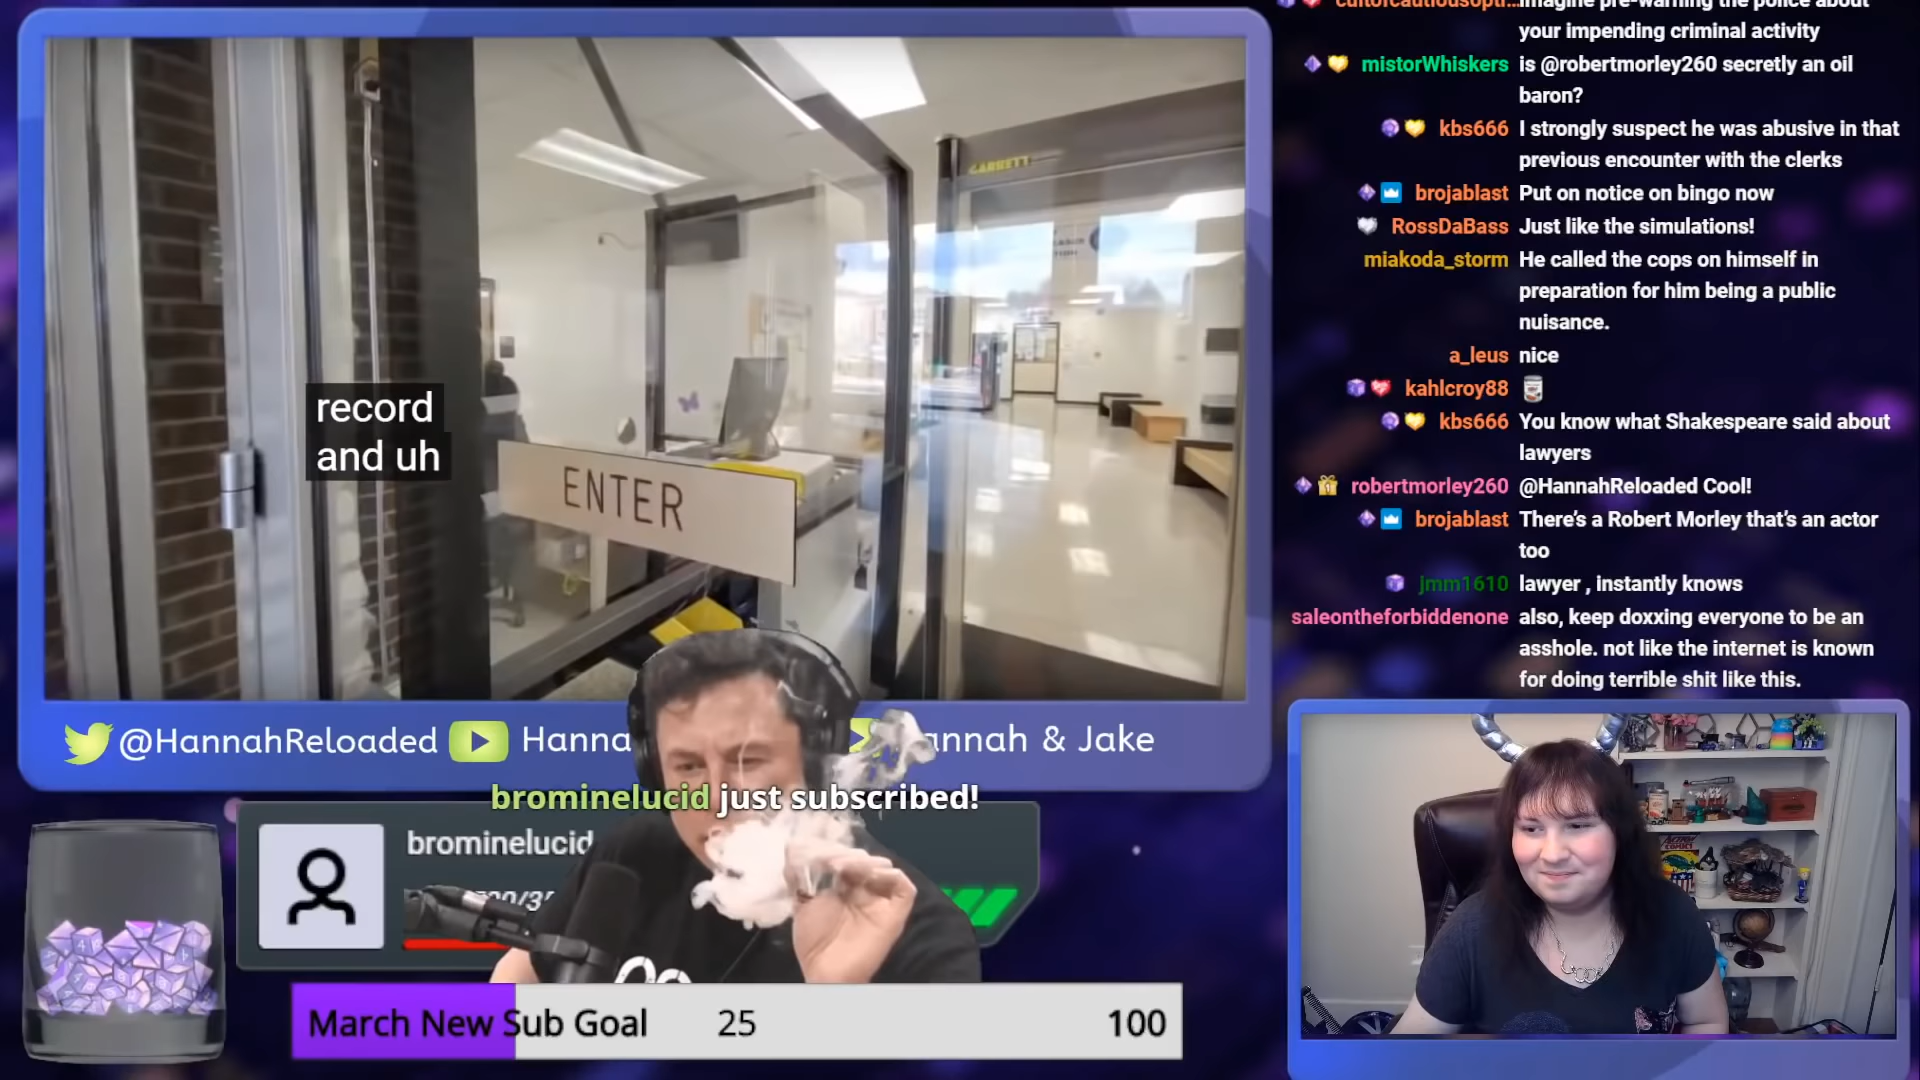 GARRETT
record
and uh
ENTER
@HannahReloaded
Hanna
annah & Jake
brominelucid just subscribed!
brominelucid
March New Sub Goal 25 100
your impending criminal activity
mistorWhiskers is @robertmorley260 secretly an oil
baron?
kbs666 I strongly suspect he was abusive in that
previous encounter with the clerks
brojablast Put on notice on bingo now
RossDaBass Just like the simulations!
miakoda_storm He called the cops on himself in
preparation for him being a public
nuisance.
a_leus nice
kahlcroy88
kbs666 You know what Shakespeare said about
lawyers
robertmorley260 @HannahReloaded Cool!
brojablast There's a Robert Morley that's an actor
too
jmm1610 lawyer , instantly knows
saleontheforbiddenone also, keep doxxing everyone to be an
asshole. not like the internet is known
for doing terrible shit like this.